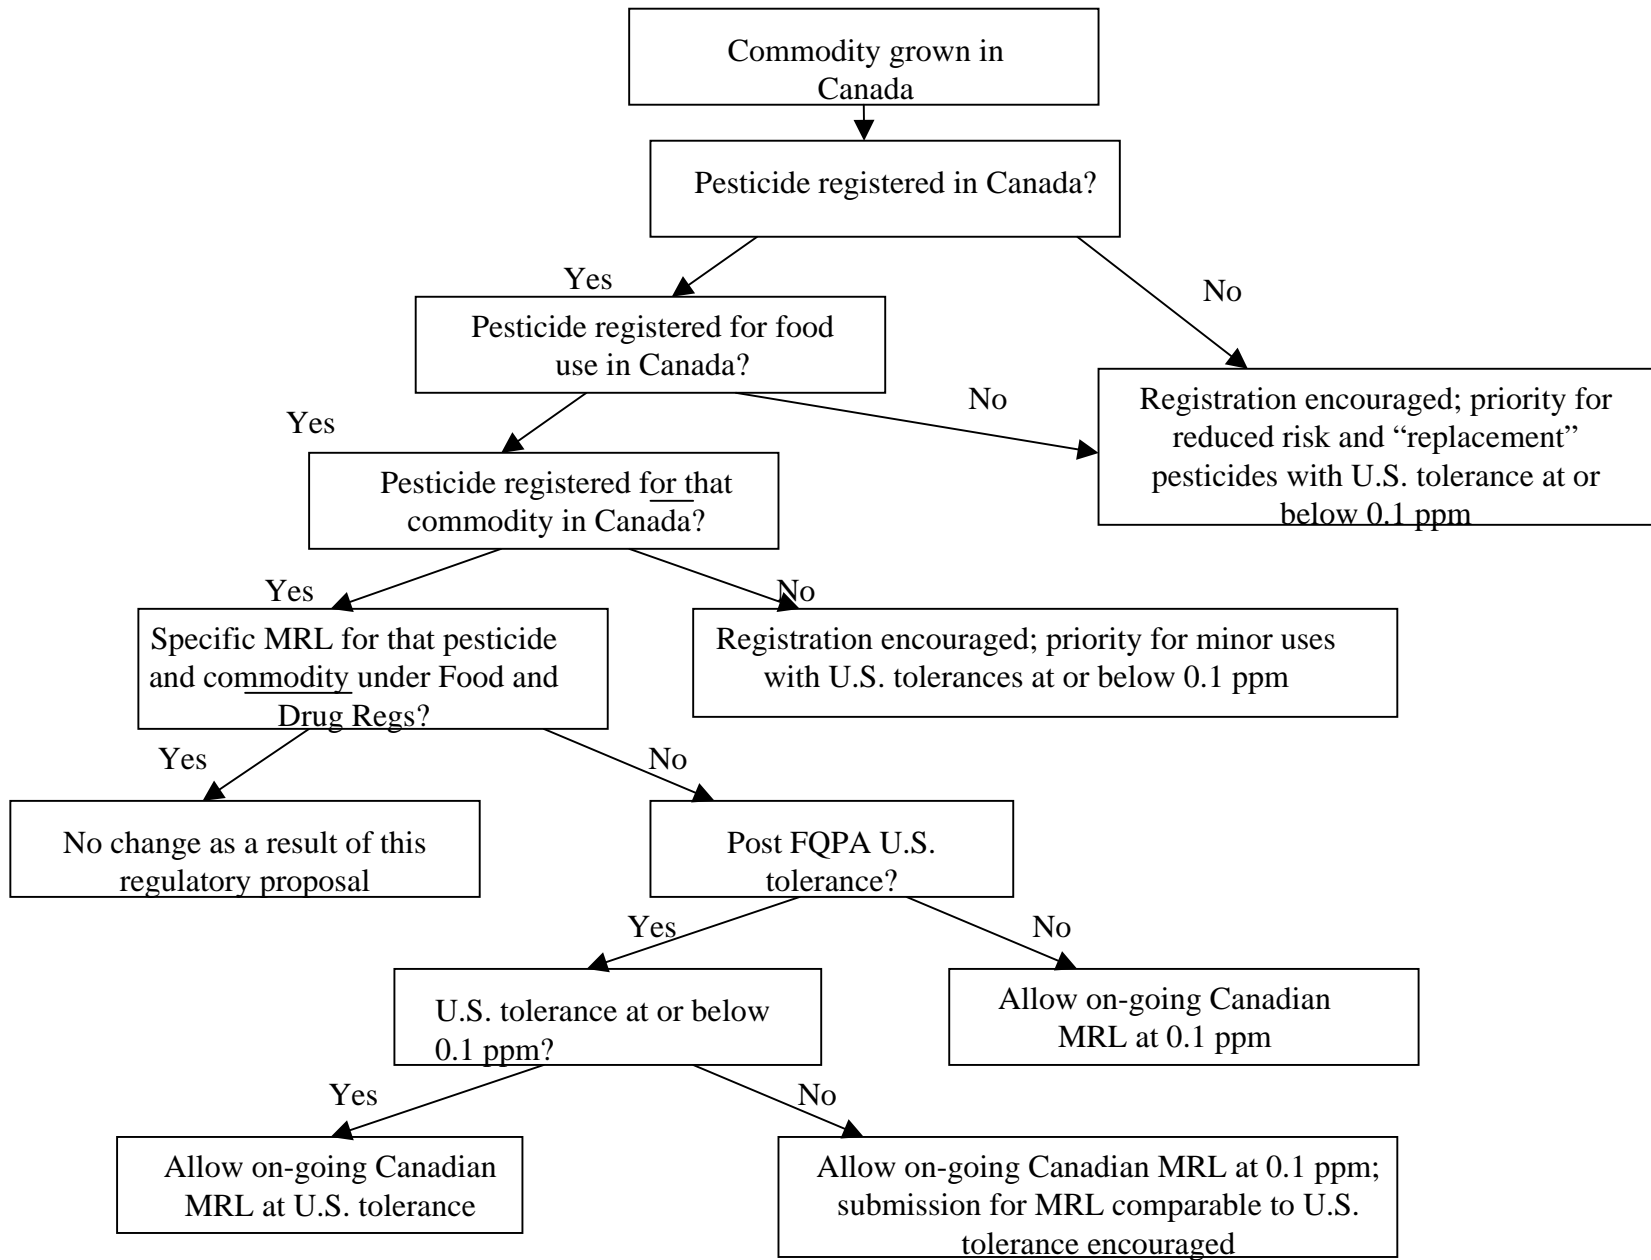 Commodity grown in
Canada
Pesticide registered in Canada?
Yes
No
Pesticide registered for food
use in Canada?
Yes
No
Registration encouraged; priority for
reduced risk and “replacement”
pesticides with U.S. tolerance at or
below 0.1 ppm
Pesticide registered for that
commodity in Canada?
Yes
No
Specific MRL for that pesticide
and commodity under Food and
Drug Regs?
Registration encouraged; priority for minor uses
with U.S. tolerances at or below 0.1 ppm
Yes
No
No change as a result of this
regulatory proposal
Post FQPA U.S.
tolerance?
Yes
No
U.S. tolerance at or below
0.1 ppm?
Allow on-going Canadian
MRL at 0.1 ppm
Yes
No
Allow on-going Canadian
MRL at U.S. tolerance
Allow on-going Canadian MRL at 0.1 ppm;
submission for MRL comparable to U.S.
tolerance encouraged